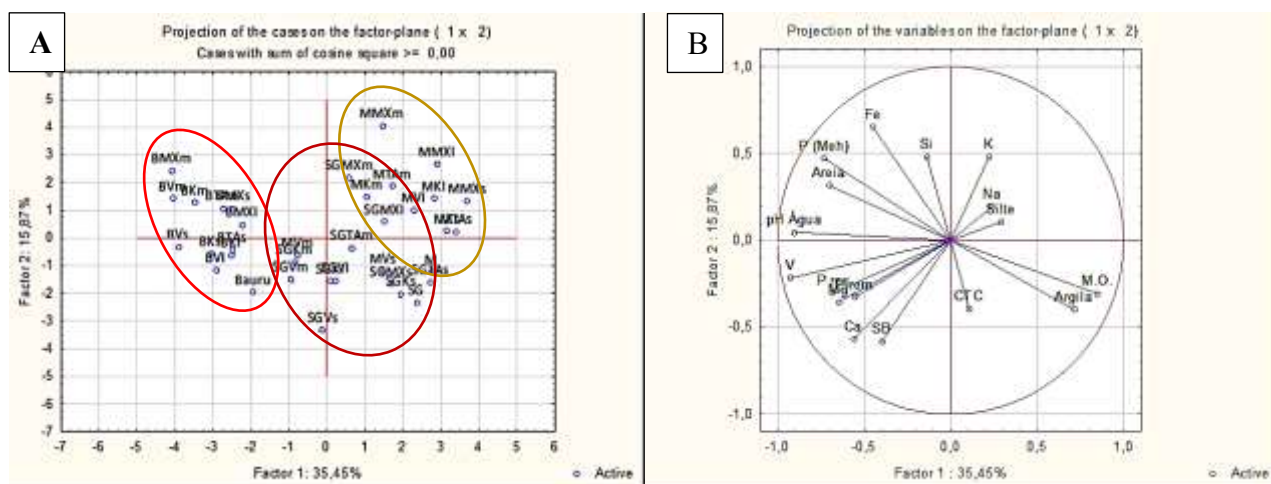 A
Projection of the cases on the factor-plane ( 1 x 2)
Cases with sum of cosine square >= 0,00
Factor 2 : 15,87%
5
4
3
2
1
0
-1
-2
-3
-4
-5
-6
-7
MMXm
BMXm
SGMXm
MTAm
MMXl
BVm
BKm
MKm
MKl
MMXs
BMXl
SGMXl
MVl
BVs
BTAs
SGTAm
MVm
SGKm
BVl
MVs
Bauru
SGVm
SGKs
SG
SGVs
-7 -6 -5 -4 -3 -2 -1 0 1 2 3 4 5 6
Factor 1: 35,45%
Active
B
Projection of the variables on the factor-plane ( 1 x 2)
Factor 2 : 15,87%
1,0
0,5
0,0
-0,5
-1,0
Fe
P (Meh)
Si
K
Areia
Na
Silte
pH Água
V
P rem
Mg
M.O.
CTC
Argila
Ca
SB
-1,0 -0,5 0,0 0,5 1,0
Factor 1 : 35,45%
Active